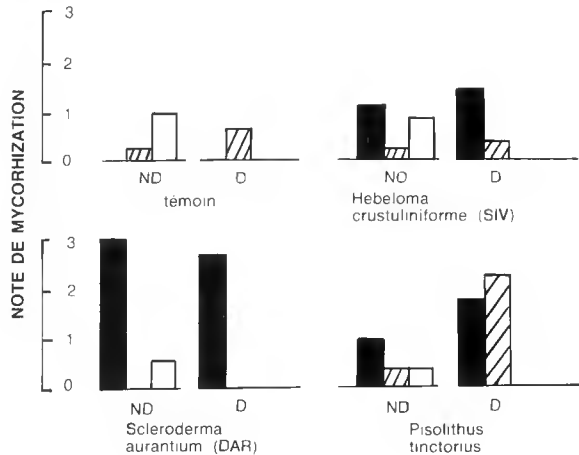 NOTE DE MYCORHIZATION
3
2
1
0
ND D
témoin
ND D
Hebeloma
crustuliniforme (SIV)
3
2
1
0
ND D
Scleroderma
aurantium (DAR)
ND D
Pisolithus
tinctorius